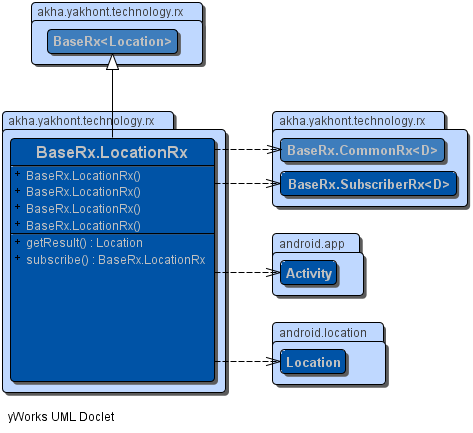 akha.yakhont.technology.rx
BaseRx<Location>
akha.yakhont.technology.rx
BaseRx.LocationRx
+ BaseRx.LocationRx()
+ BaseRx.LocationRx()
+ BaseRx.LocationRx()
+ BaseRx.LocationRx()
+ getResult() : Location
+ subscribe() : BaseRx.LocationRx
akha.yakhont.technology.rx
BaseRx.CommonRx<D>
BaseRx.SubscriberRx<D>
android.app
Activity
android.location
Location
yWorks UML Doclet